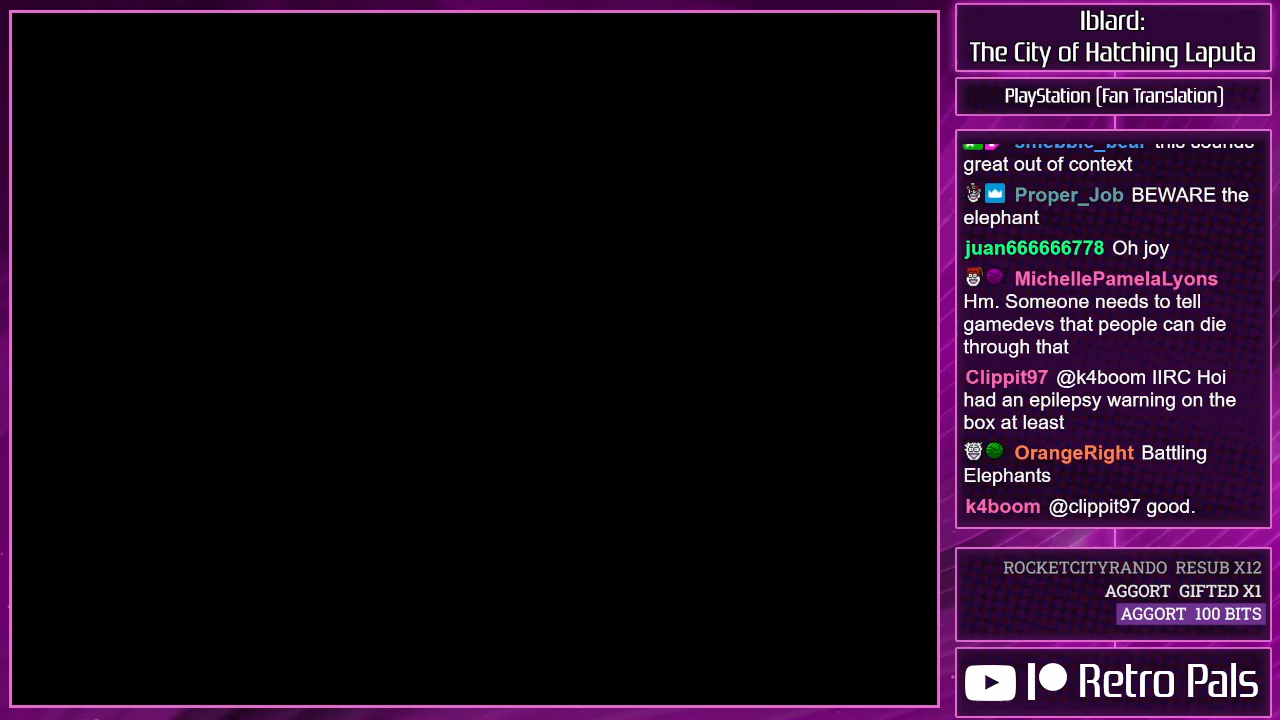 Iblard:
The City of Hatching Laputa
PlayStation (Fan Translation)
great out of context
Proper_Job BEWARE the
elephant
juan666666778 Oh joy
MichellePamelaLyons
Hm. Someone needs to tell
gamedevs that people can die
through that
Clippit97 @k4boom IIRC Hoi
had an epilepsy warning on the
box at least
OrangeRight Battling
Elephants
k4boom @clippit97 good.
ROCKETCITYRANDO RESUB X12
AGGORT GIFTED X1
AGGORT 100 BITS
Retro Pals